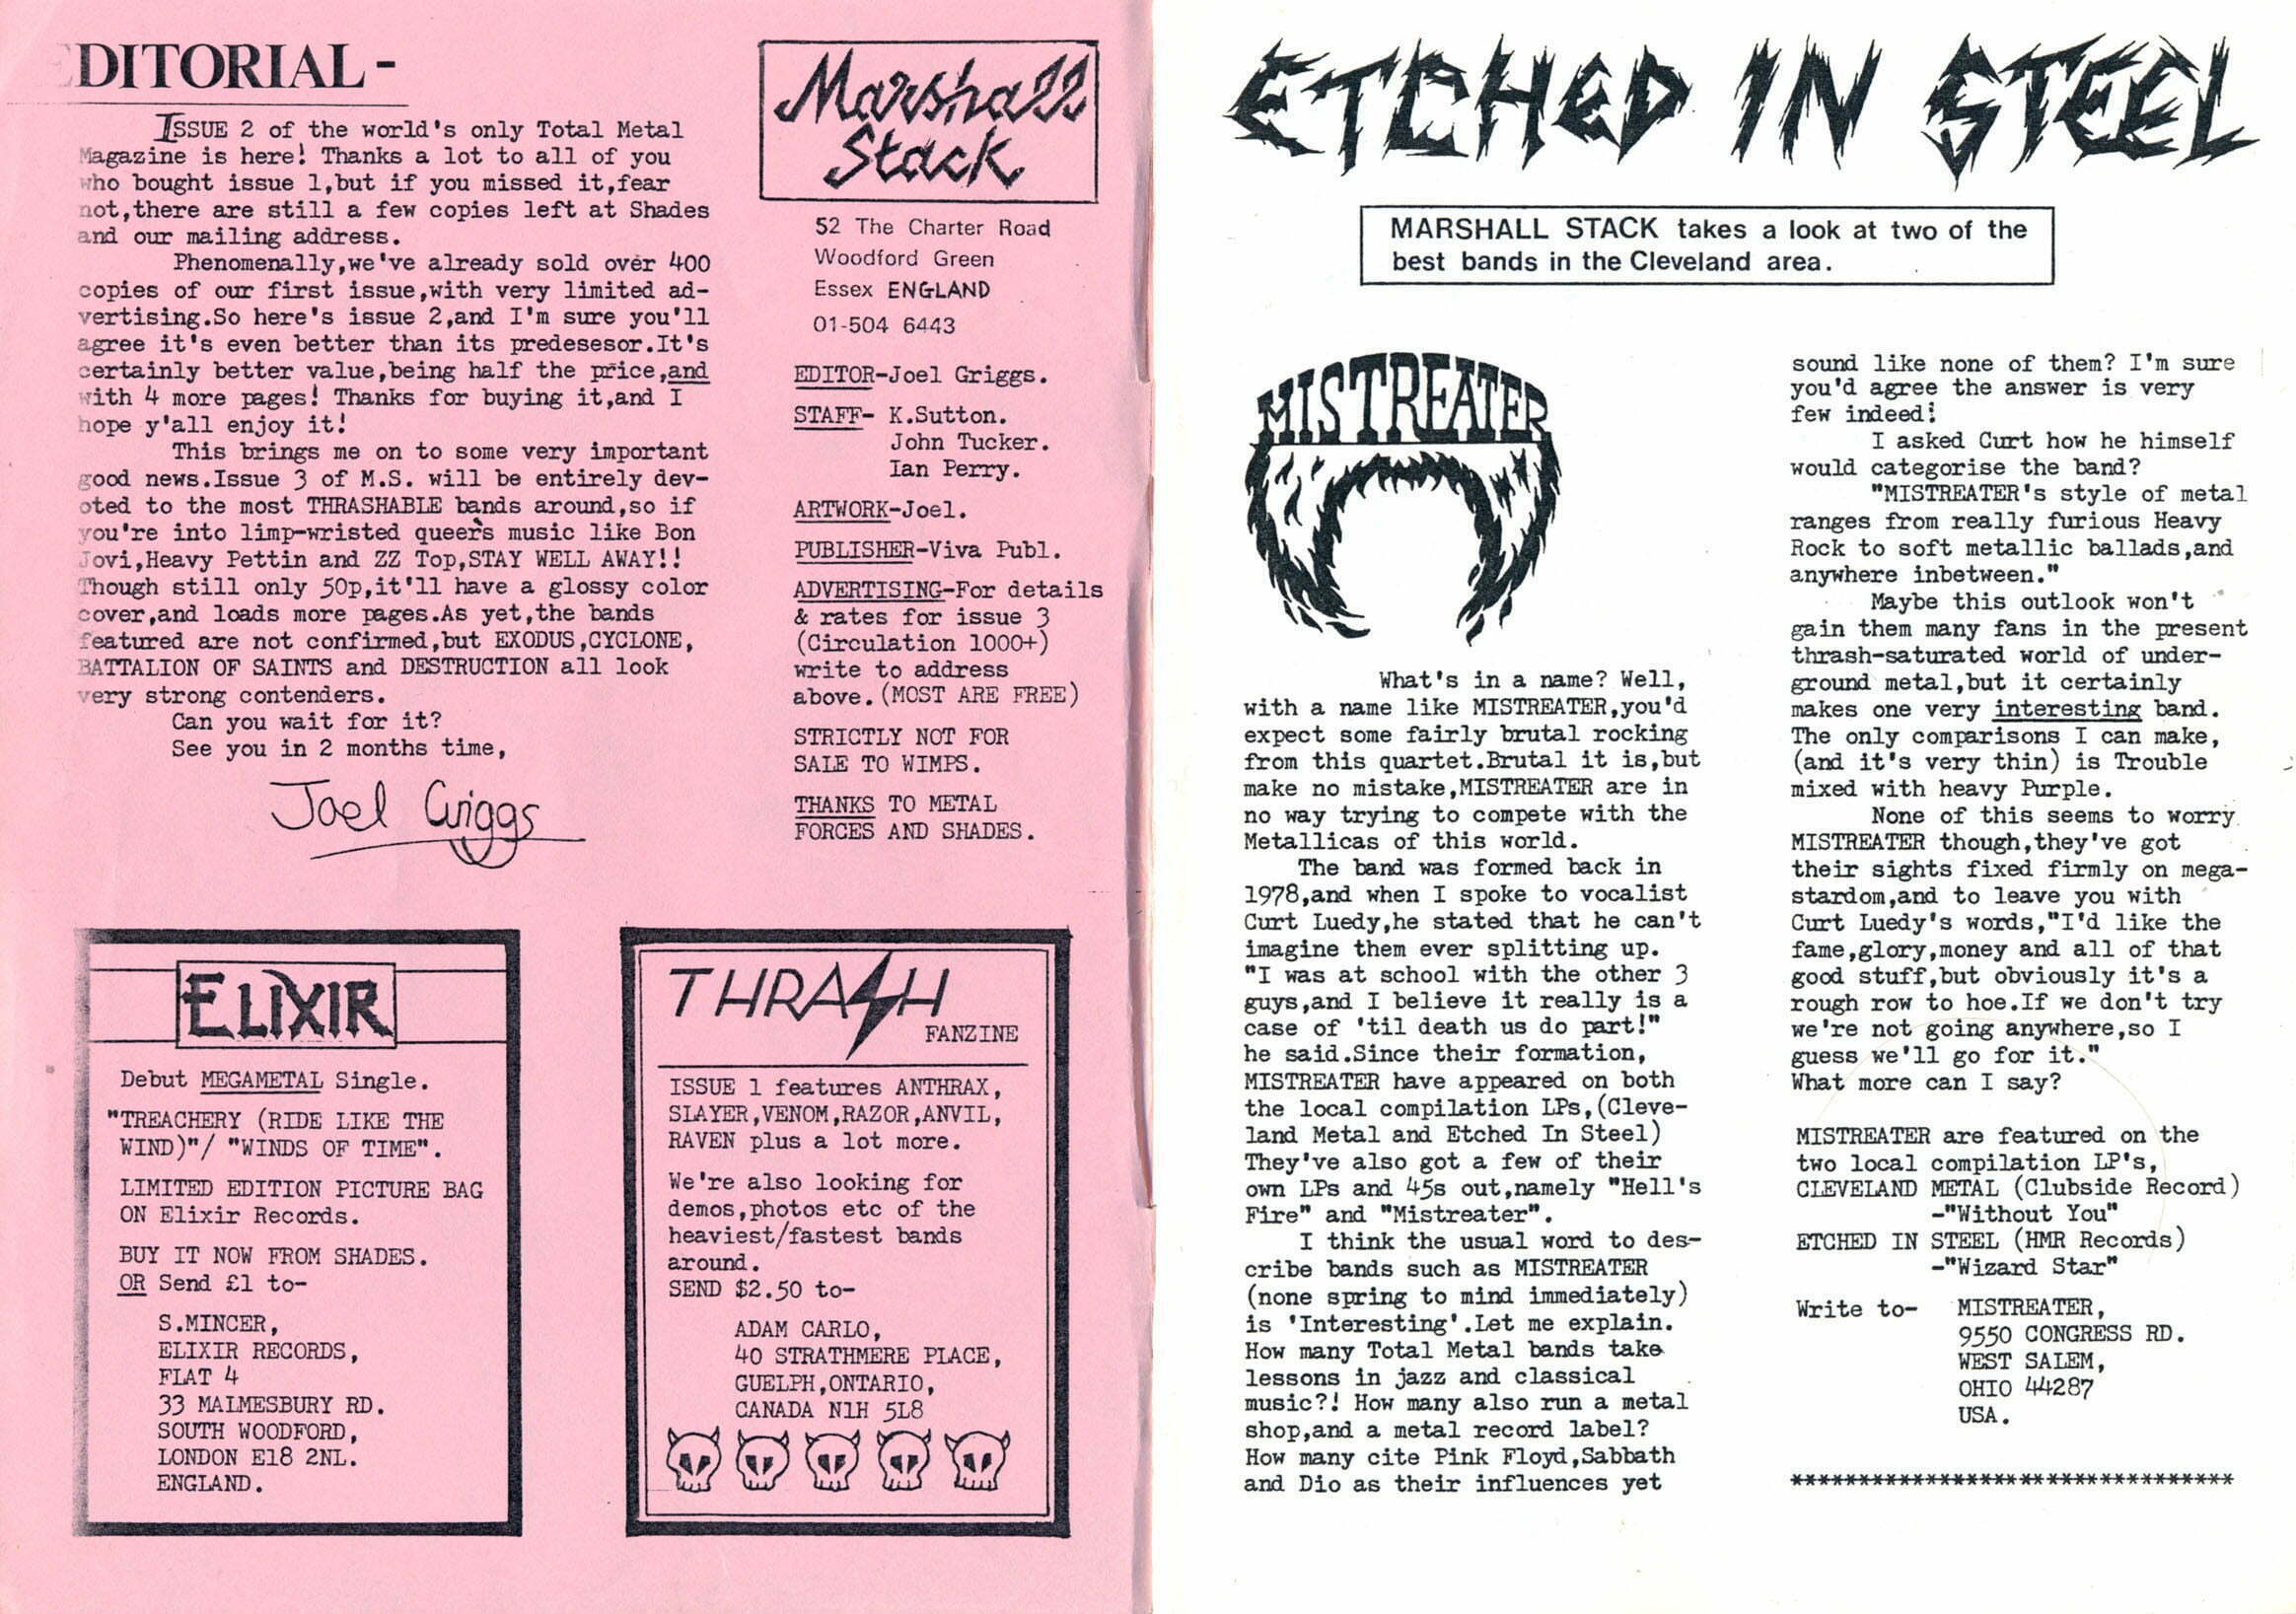 EDITORIAL-
ISSUE 2 of the world's only Total Metal
Magazine is here! Thanks a lot to all of you
who bought issue 1,but if you missed it,fear
not,there are still a few copies left at Shades
and our mailing address.
Phenomenally,we've already sold over 400
copies of our first issue,with very limited ad-
vertising.So here's issue 2,and I'm sure you'll
agree it's even better than its predesesor.It's
certainly better value,being half the price,and
with 4 more pages! Thanks for buying it,and I
hope y'all enjoy it!
This brings me on to some very important
good news.Issue 3 of M.S. will be entirely dev-
oted to the most THRASHABLE bands around,so if
you're into limp-wristed queer's music like Bon
Jovi,Heavy Pettin and ZZ Top,STAY WELL AWAY!!
Though still only 50p,it'll have a glossy color
cover,and loads more pages.As yet,the bands
featured are not confirmed,but EXODUS,CYCLONE,
BATTALION OF SAINTS and DESTRUCTION all look
very strong contenders.
Can you wait for it?
See you in 2 months time,
Joel Griggs
Marshall
Stack
52 The Charter Road
Woodford Green
Essex ENGLAND
01-504 6443
EDITOR-Joel Griggs.
STAFF- K.Sutton.
John Tucker.
Ian Perry.
ARTWORK-Joel.
PUBLISHER-Viva Publ.
ADVERTISING-For details
& rates for issue 3
(Circulation 1000+)
write to address
above.(MOST ARE FREE)
STRICTLY NOT FOR
SALE TO WIMPS.
THANKS TO METAL
FORCES AND SHADES.
ELIXIR
Debut MEGAMETAL Single.
"TREACHERY (RIDE LIKE THE
WIND)"/ "WINDS OF TIME".
LIMITED EDITION PICTURE BAG
ON Elixir Records.
BUY IT NOW FROM SHADES.
OR Send £1 to-
S.MINCER,
ELIXIR RECORDS,
FLAT 4
33 MALMESBURY RD.
SOUTH WOODFORD,
LONDON E18 2NL.
ENGLAND.
THRASH
FANZINE
ISSUE 1 features ANTHRAX,
SLAYER,VENOM,RAZOR,ANVIL,
RAVEN plus a lot more.
We're also looking for
demos,photos etc of the
heaviest/fastest bands
around.
SEND $2.50 to-
ADAM CARLO,
40 STRATHMERE PLACE,
GUELPH,ONTARIO,
CANADA N1H 5L8
ETCHED IN STEEL
MARSHALL STACK takes a look at two of the
best bands in the Cleveland area.
MISTREATER
What's in a name? Well,
with a name like MISTREATER,you'd
expect some fairly brutal rocking
from this quartet.Brutal it is,but
make no mistake,MISTREATER are in
no way trying to compete with the
Metallicas of this world.
The band was formed back in
1978,and when I spoke to vocalist
Curt Luedy,he stated that he can't
imagine them ever splitting up.
"I was at school with the other 3
guys,and I believe it really is a
case of 'til death us do part!"
he said.Since their formation,
MISTREATER have appeared on both
the local compilation LPs,(Cleve-
land Metal and Etched In Steel)
They've also got a few of their
own LPs and 45s out,namely "Hell's
Fire" and "Mistreater".
I think the usual word to des-
cribe bands such as MISTREATER
(none spring to mind immediately)
is 'Interesting'.Let me explain.
How many Total Metal bands take
lessons in jazz and classical
music?! How many also run a metal
shop,and a metal record label?
How many cite Pink Floyd,Sabbath
and Dio as their influences yet
sound like none of them? I'm sure
you'd agree the answer is very
few indeed!
I asked Curt how he himself
would categorise the band?
"MISTREATER's style of metal
ranges from really furious Heavy
Rock to soft metallic ballads,and
anywhere inbetween."
Maybe this outlook won't
gain them many fans in the present
thrash-saturated world of under-
ground metal,but it certainly
makes one very interesting band.
The only comparisons I can make,
(and it's very thin) is Trouble
mixed with heavy Purple.
None of this seems to worry
MISTREATER though,they've got
their sights fixed firmly on mega-
stardom,and to leave you with
Curt Luedy's words,"I'd like the
fame,glory,money and all of that
good stuff,but obviously it's a
rough row to hoe.If we don't try
we're not going anywhere,so I
guess we'll go for it."
What more can I say?
MISTREATER are featured on the
two local compilation LP's,
CLEVELAND METAL (Clubside Record)
-"Without You"
ETCHED IN STEEL (HMR Records)
-"Wizard Star"
Write to- MISTREATER,
9550 CONGRESS RD.
WEST SALEM,
OHIO 44287
USA.
*********************************